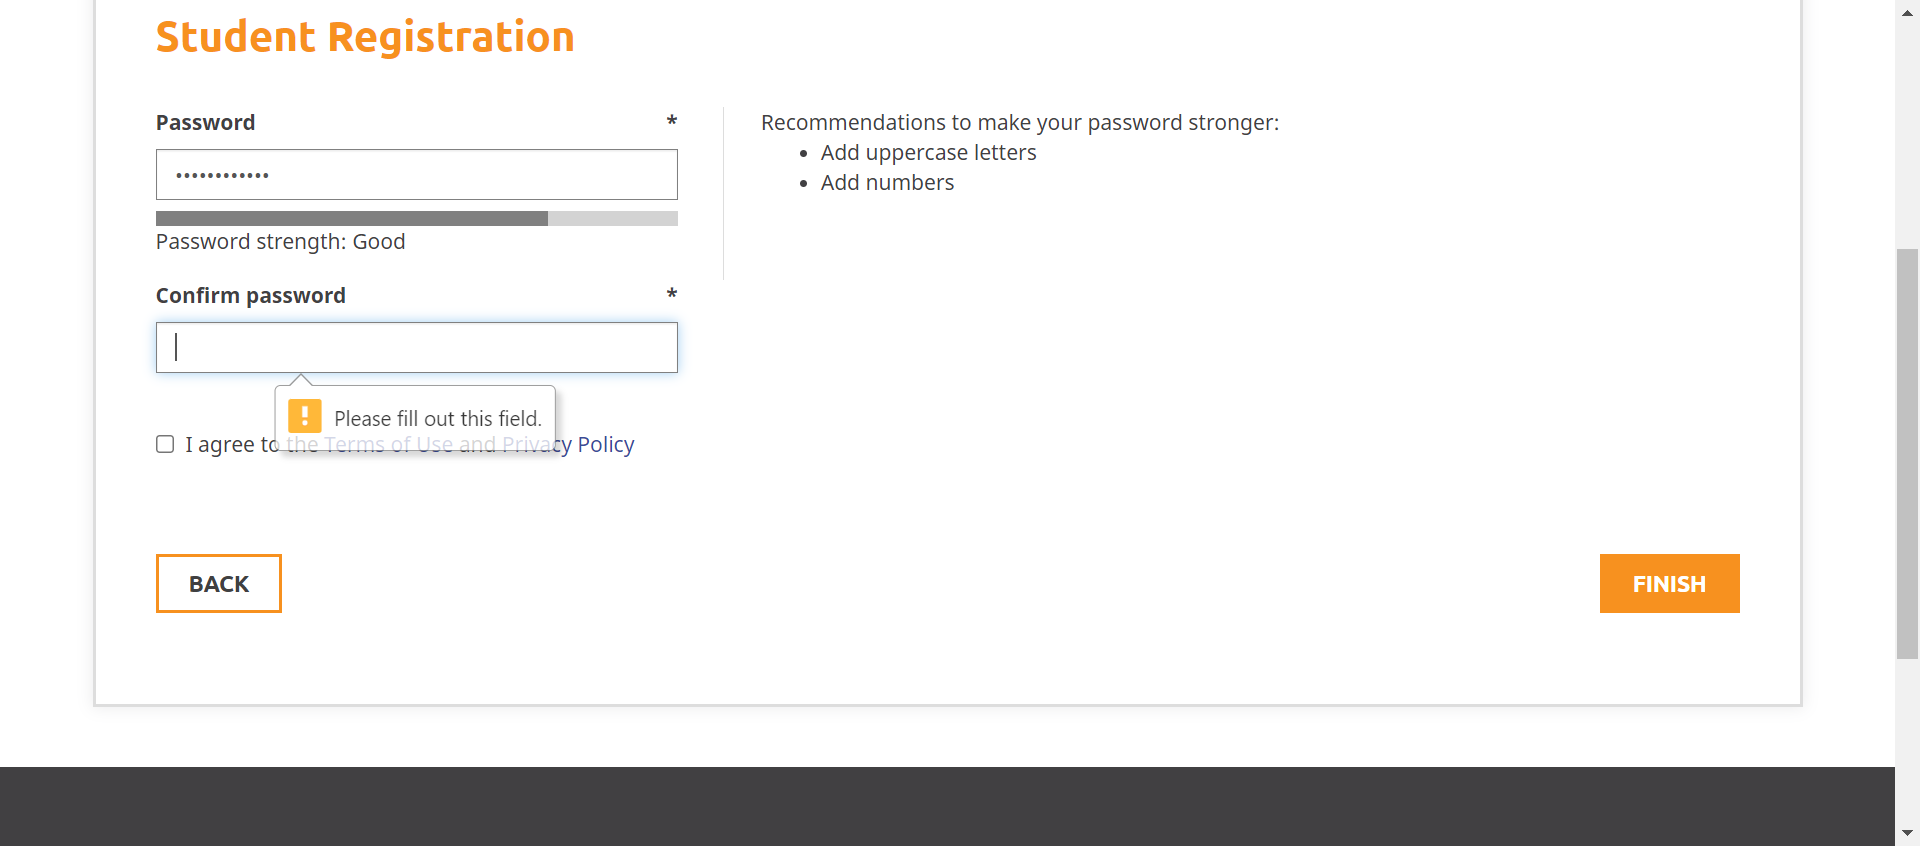 Student Registration
Password *
••••••••••••
Password strength: Good
Confirm password *
Please fill out this field.
I agree to the Terms of Use and Privacy Policy
Recommendations to make your password stronger:
• Add uppercase letters
• Add numbers
BACK
FINISH